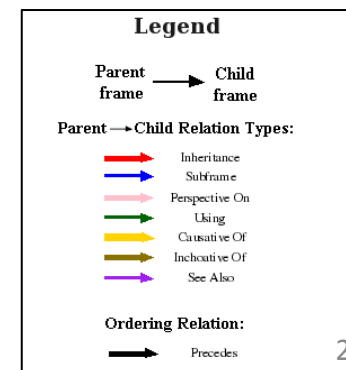 Legend
Parent Child
frame frame
Parent → Child Relation Types:
Inheritance
Subframe
Perspective On
Using
Causative Of
Inchoative Of
See Also
Ordering Relation:
Precedes
2